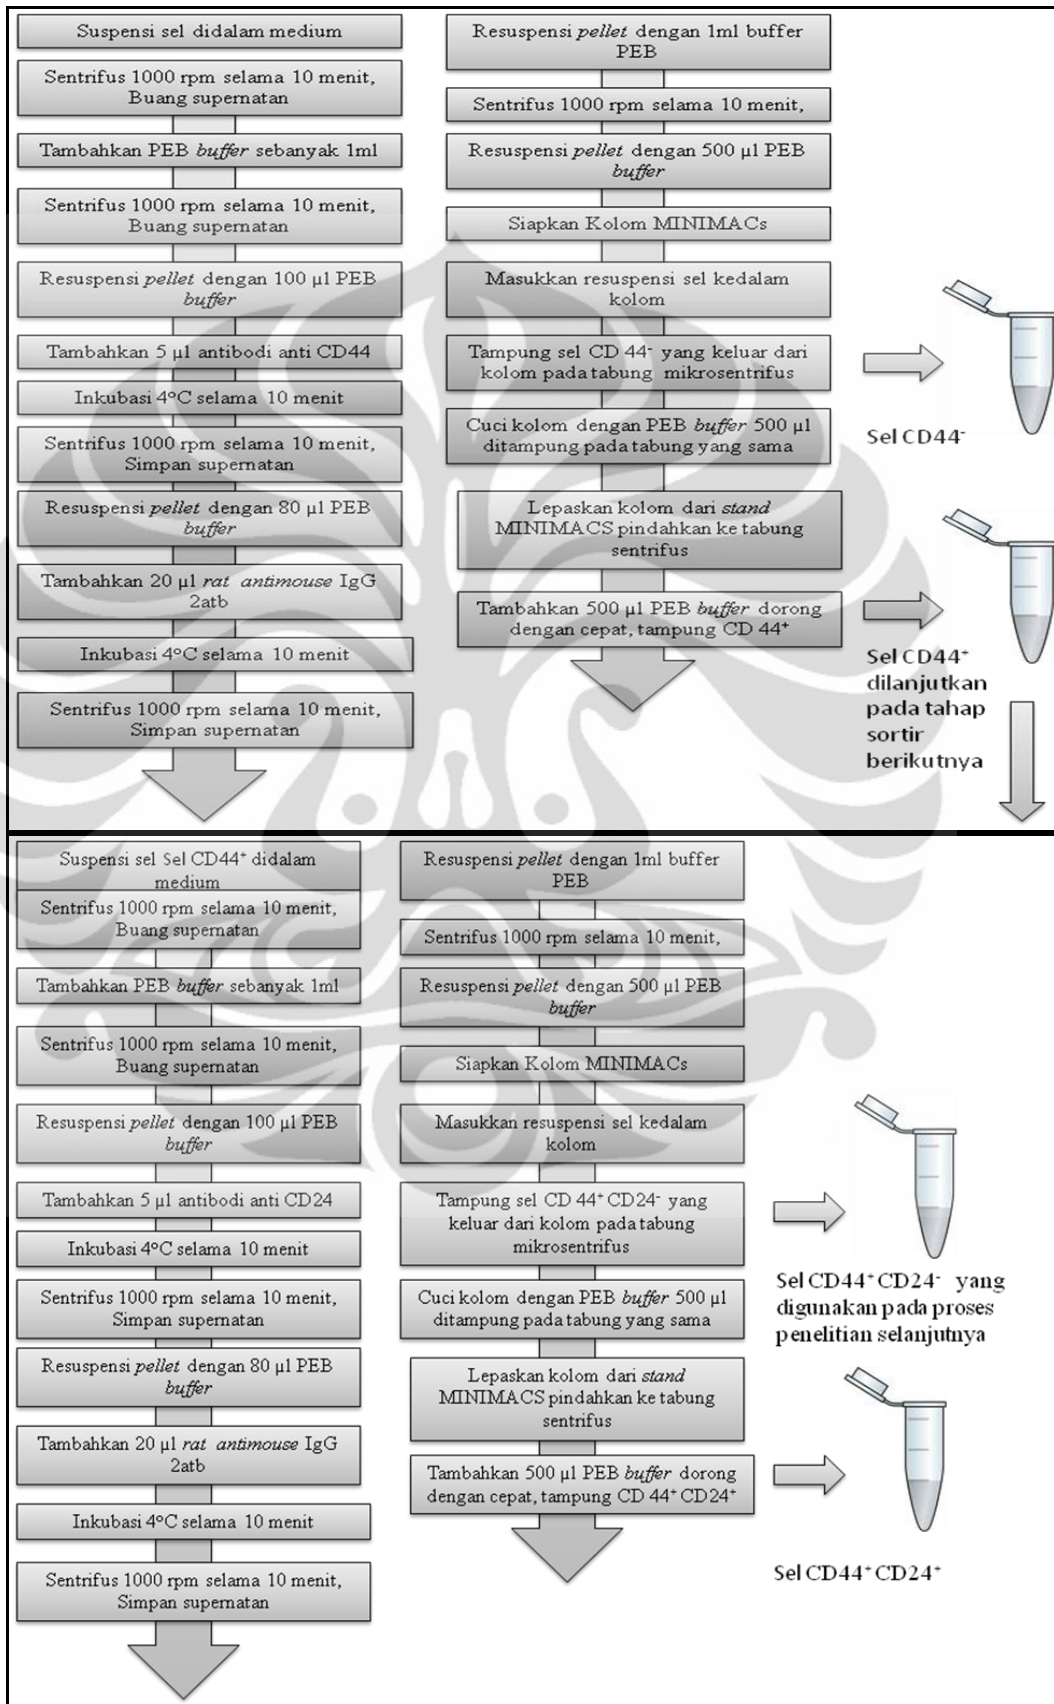 Suspensi sel didalam medium
Sentrifus 1000 rpm selama 10 menit,
Buang supernatan
Tambahkan PEB buffer sebanyak 1ml
Sentrifus 1000 rpm selama 10 menit,
Buang supernatan
Resuspensi pellet dengan 100 µl PEB
buffer
Tambahkan 5 µl antibodi anti CD44
Inkubasi 4°C selama 10 menit
Sentrifus 1000 rpm selama 10 menit,
Simpan supernatan
Resuspensi pellet dengan 80 µl PEB
buffer
Tambahkan 20 µl rat antimouse IgG
2atb
Inkubasi 4°C selama 10 menit
Sentrifus 1000 rpm selama 10 menit,
Simpan supernatan
Resuspensi pellet dengan 1ml buffer
PEB
Sentrifus 1000 rpm selama 10 menit,
Resuspensi pellet dengan 500 µl PEB
buffer
Siapkan Kolom MINIMACs
Masukkan resuspensi sel kedalam
kolom
Tampung sel CD 44⁻ yang keluar dari
kolom pada tabung mikrosentrifus
Cuci kolom dengan PEB buffer 500 µl
ditampung pada tabung yang sama
Lepaskan kolom dari stand
MINIMACS pindahkan ke tabung
sentrifus
Tambahkan 500 µl PEB buffer dorong
dengan cepat, tampung CD 44⁺
Sel CD44⁻
Sel CD44⁺
dilanjutkan
pada tahap
sortir
berikutnya
Suspensi sel Sel CD44⁺ didalam
medium
Sentrifus 1000 rpm selama 10 menit,
Buang supernatan
Tambahkan PEB buffer sebanyak 1ml
Sentrifus 1000 rpm selama 10 menit,
Buang supernatan
Resuspensi pellet dengan 100 µl PEB
buffer
Tambahkan 5 µl antibodi anti CD24
Inkubasi 4°C selama 10 menit
Sentrifus 1000 rpm selama 10 menit,
Simpan supernatan
Resuspensi pellet dengan 80 µl PEB
buffer
Tambahkan 20 µl rat antimouse IgG
2atb
Inkubasi 4°C selama 10 menit
Sentrifus 1000 rpm selama 10 menit,
Simpan supernatan
Resuspensi pellet dengan 1ml buffer
PEB
Sentrifus 1000 rpm selama 10 menit,
Resuspensi pellet dengan 500 µl PEB
buffer
Siapkan Kolom MINIMACs
Masukkan resuspensi sel kedalam
kolom
Tampung sel CD 44⁺ CD24⁻ yang
keluar dari kolom pada tabung
mikrosentrifus
Cuci kolom dengan PEB buffer 500 µl
ditampung pada tabung yang sama
Lepaskan kolom dari stand
MINIMACS pindahkan ke tabung
sentrifus
Tambahkan 500 µl PEB buffer dorong
dengan cepat, tampung CD 44⁺ CD24⁺
Sel CD44⁺ CD24⁻ yang
digunakan pada proses
penelitian selanjutnya
Sel CD44⁺ CD24⁺